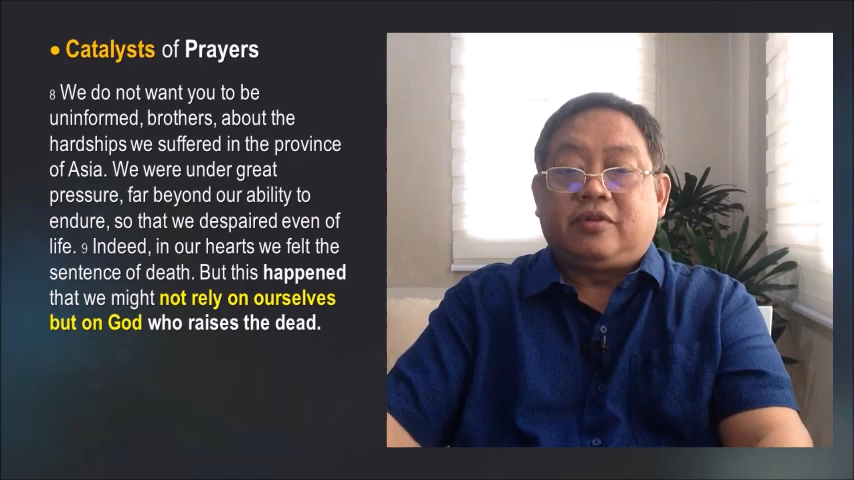 • Catalysts of Prayers
8 We do not want you to be
uninformed, brothers, about the
hardships we suffered in the province
of Asia. We were under great
pressure, far beyond our ability to
endure, so that we despaired even of
life. 9 Indeed, in our hearts we felt the
sentence of death. But this happened
that we might not rely on ourselves
but on God who raises the dead.